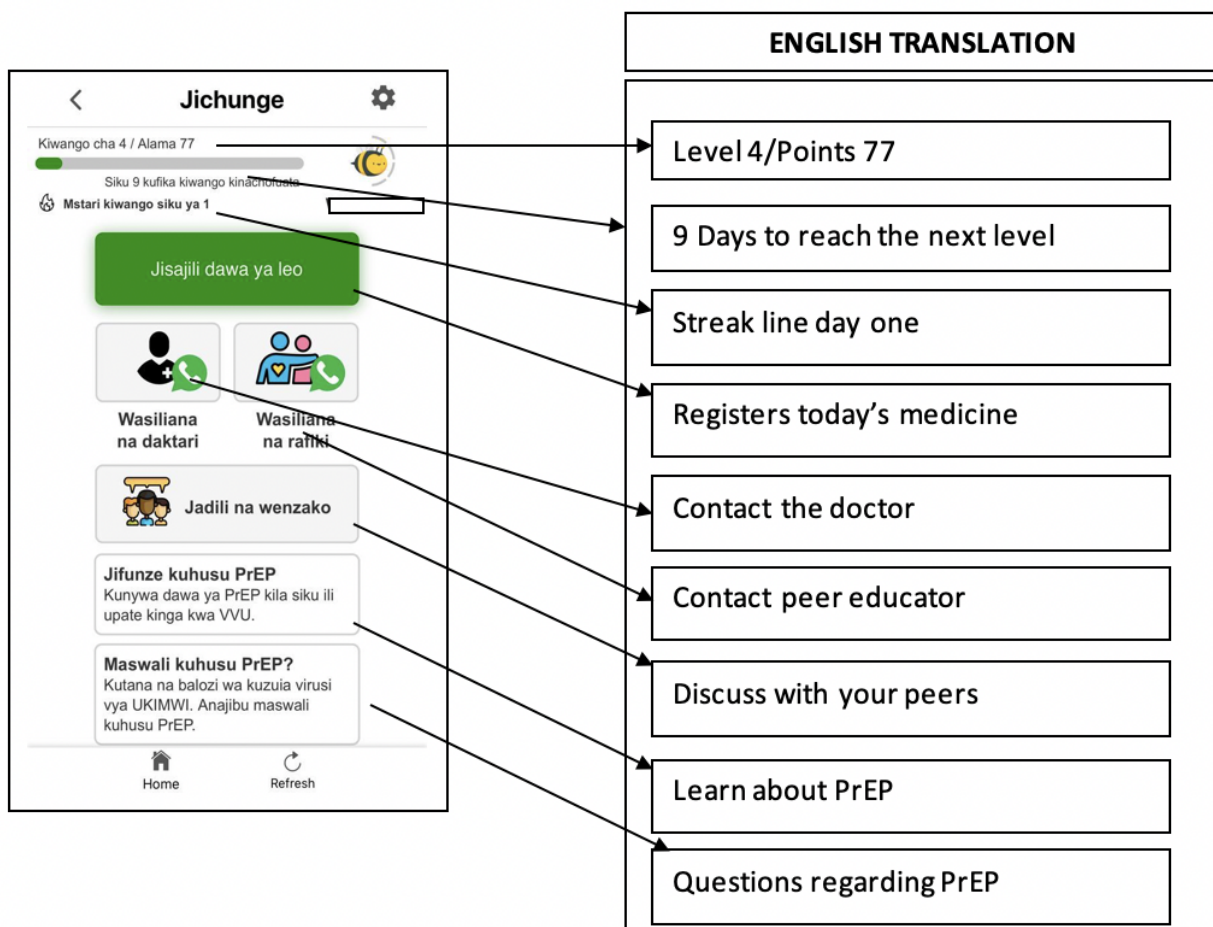 ENGLISH TRANSLATION
Jichunge
Kiwango cha 4 / Alama 77
Siku 9 kufika kiwango kinachofuata
Mstari kiwango siku ya 1
Jisajili dawa ya leo
Wasiliana
na daktari
Wasiliana
na rafiki
Jadili na wenzako
Jifunze kuhusu PrEP
Kunywa dawa ya PrEP kila siku ili
upate kinga kwa VVU.
Maswali kuhusu PrEP?
Kutana na balozi wa kuzuia virusi
vya UKIMWI. Anajibu maswali
kuhusu PrEP.
Home
Refresh
Level 4/Points 77
9 Days to reach the next level
Streak line day one
Registers today's medicine
Contact the doctor
Contact peer educator
Discuss with your peers
Learn about PrEP
Questions regarding PrEP